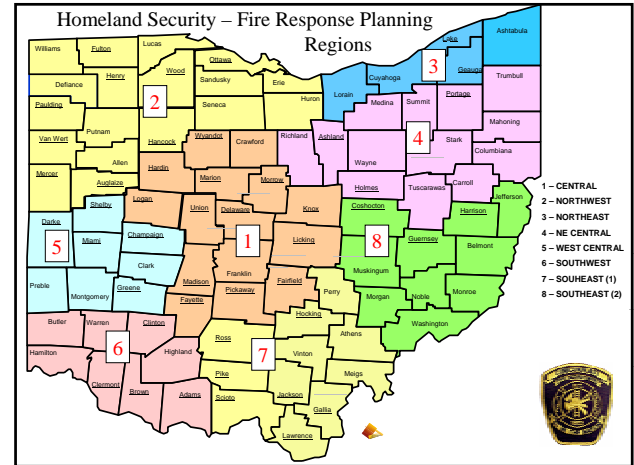 Homeland Security – Fire Response Planning
Regions
Williams
Fulton
Lucas
Ottawa
Lake
Ashtabula
Henry
Wood
Sandusky
Erie
Cuyahoga
3
Geauga
Defiance
Lorain
Trumbull
Paulding
2
Seneca
Huron
Medina
Summit
Portage
Putnam
Van Wert
Hancock
Wyandot
Crawford
Richland
Ashland
4
Stark
Mahoning
Columbiana
Allen
Wayne
Mercer
Auglaize
Hardin
Marion
Morrow
Holmes
Tuscarawas
Carroll
Jefferson
Shelby
Logan
Union
Delaware
Knox
Coshocton
Harrison
Darke
5
Miami
Champaign
1
Licking
8
Guernsey
Belmont
Clark
Franklin
Muskingum
Preble
Montgomery
Greene
Madison
Fayette
Pickaway
Fairfield
Perry
Morgan
Noble
Monroe
Butler
Warren
Clinton
Hocking
Washington
Ross
Athens
Hamilton
6
Highland
7
Vinton
Clermont
Brown
Adams
Pike
Meigs
Scioto
Jackson
Gallia
Lawrence
1 – CENTRAL
2 – NORTHWEST
3 – NORTHEAST
4 – NE CENTRAL
5 – WEST CENTRAL
6 – SOUTHWEST
7 – SOUTHEAST (1)
8 – SOUTHEAST (2)